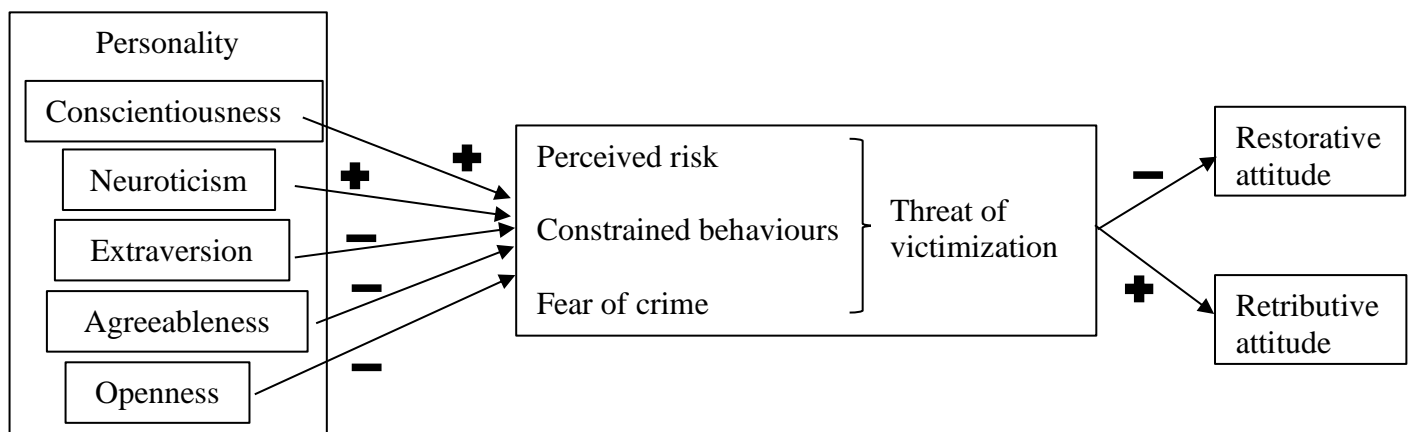 Personality
Conscientiousness
Neuroticism
Extraversion
Agreeableness
Openness
+
+
−
−
−
Perceived risk
Constrained behaviours
Fear of crime
Threat of
victimization
−
+
Restorative
attitude
Retributive
attitude